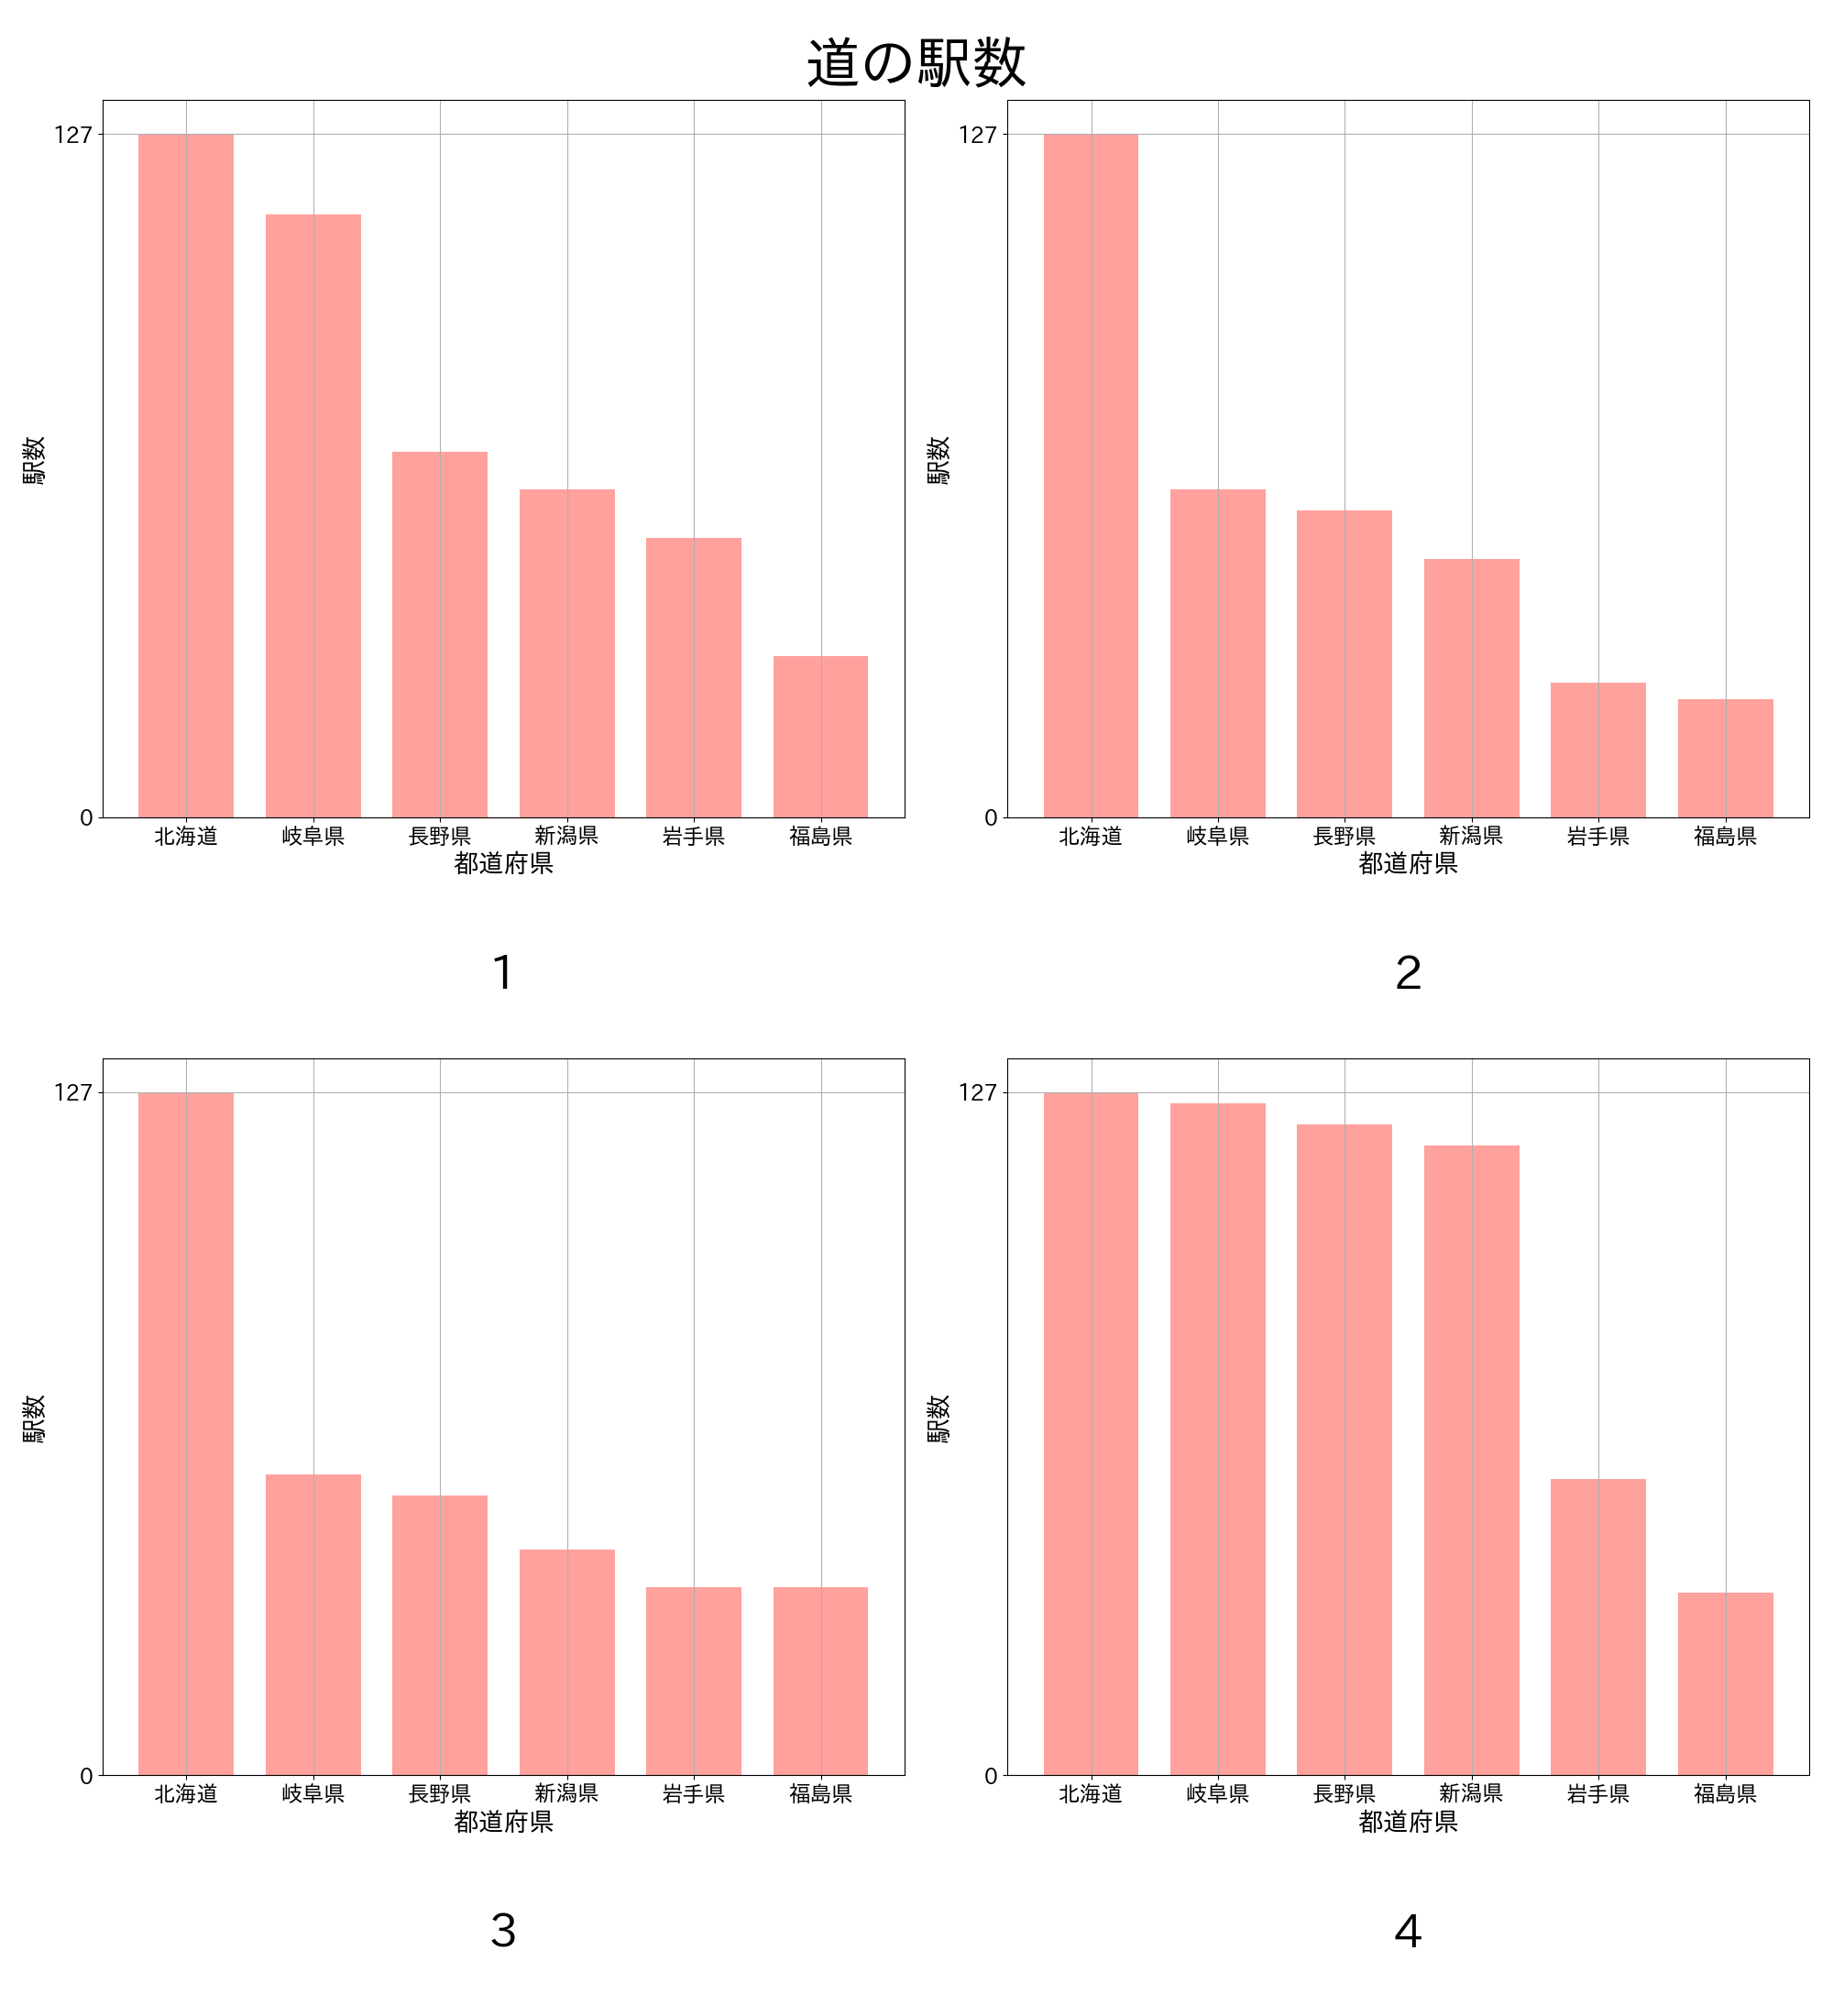 道の駅数
127
駅数
0
北海道 岐阜県 長野県 新潟県 岩手県 福島県
都道府県
1
127
駅数
0
北海道 岐阜県 長野県 新潟県 岩手県 福島県
都道府県
2
127
駅数
0
北海道 岐阜県 長野県 新潟県 岩手県 福島県
都道府県
3
127
駅数
0
北海道 岐阜県 長野県 新潟県 岩手県 福島県
都道府県
4